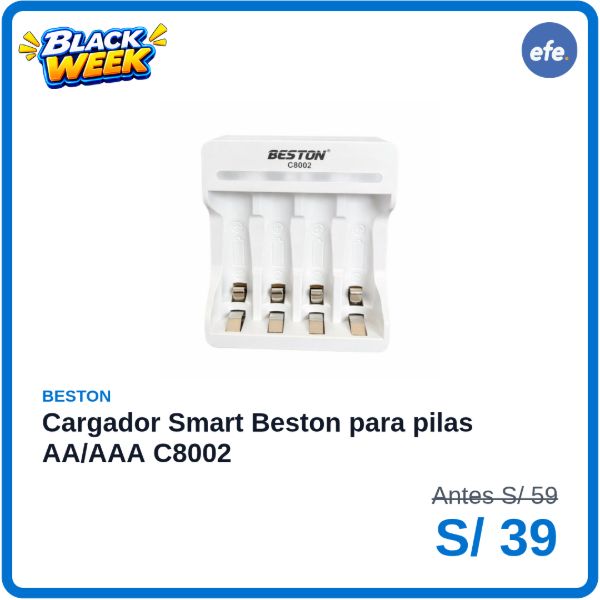 BLACK
WEEK
efe.
BESTON®
C8002
BESTON
Cargador Smart Beston para pilas
AA/AAA C8002
Antes S/ 59
S/ 39